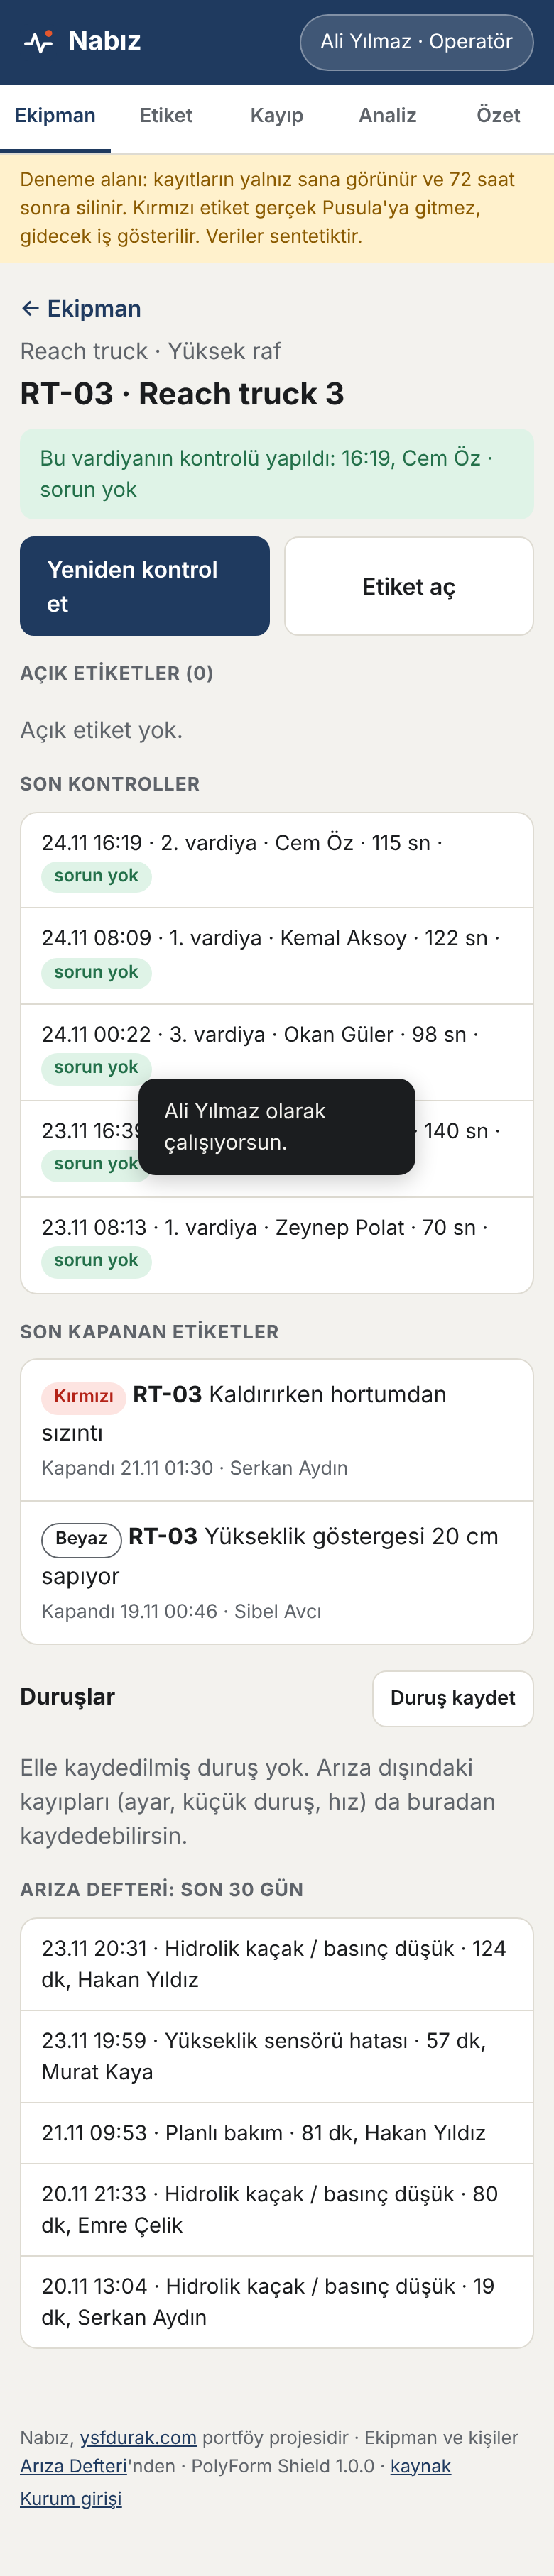 Nabız
Ali Yılmaz · Operatör
Ekipman
Etiket
Kayıp
Analiz
Özet
Deneme alanı: kayıtların yalnız sana görünür ve 72 saat
sonra silinir. Kırmızı etiket gerçek Pusula'ya gitmez,
gidecek iş gösterilir. Veriler sentetiktir.
← Ekipman
Reach truck · Yüksek raf
RT-03 · Reach truck 3
Bu vardiyanın kontrolü yapıldı: 16:19, Cem Öz ·
sorun yok
Yeniden kontrol
et
Etiket aç
AÇIK ETİKETLER (0)
Açık etiket yok.
SON KONTROLLER
24.11 16:19 · 2. vardiya · Cem Öz · 115 sn ·
sorun yok
24.11 08:09 · 1. vardiya · Kemal Aksoy · 122 sn ·
sorun yok
24.11 00:22 · 3. vardiya · Okan Güler · 98 sn ·
sorun yok
Ali Yılmaz olarak
çalışıyorsun.
23.11 16:39 · 140 sn ·
sorun yok
23.11 08:13 · 1. vardiya · Zeynep Polat · 70 sn ·
sorun yok
SON KAPANAN ETİKETLER
Kırmızı RT-03 Kaldırırken hortumdan
sızıntı
Kapandı 21.11 01:30 · Serkan Aydın
Beyaz RT-03 Yükseklik göstergesi 20 cm
sapıyor
Kapandı 19.11 00:46 · Sibel Avcı
Duruşlar
Duruş kaydet
Elle kaydedilmiş duruş yok. Arıza dışındaki
kayıpları (ayar, küçük duruş, hız) da buradan
kaydedebilirsin.
ARIZA DEFTERİ: SON 30 GÜN
23.11 20:31 · Hidrolik kaçak / basınç düşük · 124
dk, Hakan Yıldız
23.11 19:59 · Yükseklik sensörü hatası · 57 dk,
Murat Kaya
21.11 09:53 · Planlı bakım · 81 dk, Hakan Yıldız
20.11 21:33 · Hidrolik kaçak / basınç düşük · 80
dk, Emre Çelik
20.11 13:04 · Hidrolik kaçak / basınç düşük · 19
dk, Serkan Aydın
Nabız, ysfdurak.com portföy projesidir · Ekipman ve kişiler
Arıza Defteri'nden · PolyForm Shield 1.0.0 · kaynak
Kurum girişi